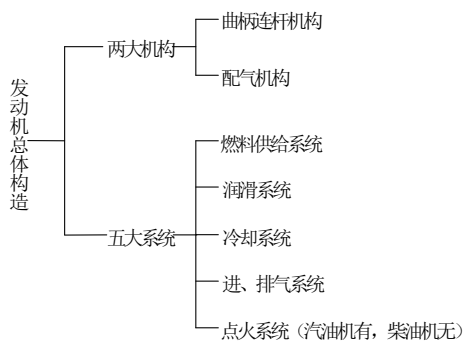 发动机总体构造
两大机构
曲柄连杆机构
配气机构
五大系统
燃料供给系统
润滑系统
冷却系统
进、排气系统
点火系统（汽油机有，柴油机无）